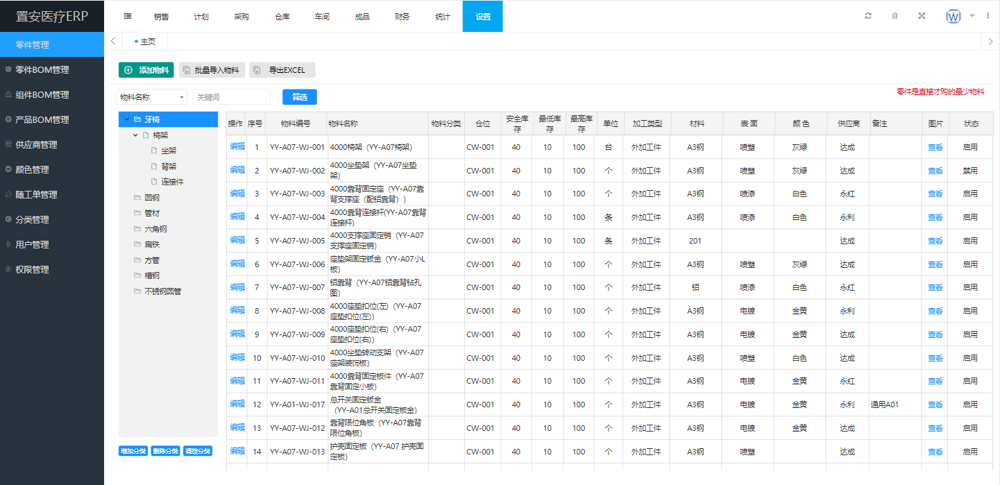 置安医疗ERP
销售 计划 采购 仓库 车间 成品 财务 统计 设置
W
主页
零件管理
零件BOM管理
组件BOM管理
产品BOM管理
供应商管理
颜色管理
随工单管理
分类管理
用户管理
权限管理
添加物料 批量导入物料 导出EXCEL
物料名称 关键词 筛选
零件是直接才购的最少物料
牙椅
椅架
坐架
背架
连接件
圆钢
管材
六角钢
扁铁
方管
槽钢
不锈钢圆管
增加分类 删除分类 调拨分类
操作 序号 物料编号 物料名称 物料分类 仓位 安全库存 最低库存 最高库存 单位 加工类型 材料 表 面 颜 色 供应商 备注 图片 状态
编辑 1 YY-A07-WJ-001 4000椅架（YY-A07椅架) CW-001 40 10 100 台 外加工件 A3钢 喷塑 灰绿 达成 查看 启用
编辑 2 YY-A07-WJ-002 4000坐垫架（YY-A07坐垫架) CW-001 40 10 100 个 外加工件 A3钢 喷塑 灰绿 达成 查看 禁用
编辑 3 YY-A07-WJ-003 4000靠背固定座（YY-A07靠背支撑座（配铝靠背）) CW-001 40 10 100 个 外加工件 A3钢 喷漆 白色 永红 查看 启用
编辑 4 YY-A07-WJ-004 4000靠背连接杆(YY-A07靠背连接杆) CW-001 40 10 100 条 外加工件 A3钢 喷漆 白色 永利 查看 启用
编辑 5 YY-A07-WJ-005 4000支撑座固定销（YY-A07支撑座固定销) CW-001 40 10 100 条 外加工件 201 达成 查看 启用
编辑 6 YY-A07-WJ-006 座垫架固定钣金（YY-A07小L板) CW-001 40 10 100 个 外加工件 A3钢 喷塑 灰绿 达成 查看 启用
编辑 7 YY-A07-WJ-007 铝靠背（YY-A07铝靠背钻孔图) CW-001 40 10 100 个 外加工件 铝 喷漆 白色 永红 查看 启用
编辑 8 YY-A07-WJ-008 4000座垫扣位(左)（YY-A07座垫扣位(左)) CW-001 40 10 100 个 外加工件 A3钢 电镀 金黄 永利 查看 启用
编辑 9 YY-A07-WJ-009 4000座垫扣位(右)（YY-A07座垫扣位(右)) CW-001 40 10 100 个 外加工件 A3钢 电镀 金黄 达成 查看 启用
编辑 10 YY-A07-WJ-010 4000坐垫转动支架（YY-A07座架装饰板) CW-001 40 10 100 个 外加工件 A3钢 喷塑 白色 达成 查看 启用
编辑 11 YY-A07-WJ-011 4000靠背固定板件（YY-A07靠背固定小板) CW-001 40 10 100 个 外加工件 A3钢 电镀 金黄 永红 查看 启用
编辑 12 YY-A01-WJ-017 总开关固定钣金（YY-A01总开关固定板金) CW-001 40 10 100 个 外加工件 A3钢 电镀 金黄 永利 通用A01 查看 启用
编辑 13 YY-A07-WJ-012 靠背限位角板（YY-A07靠背限位角板) CW-001 40 10 100 个 外加工件 A3钢 电镀 金黄 达成 查看 启用
编辑 14 YY-A07-WJ-013 护壳固定板（YY-A07 护壳固定板) CW-001 40 10 100 个 外加工件 A3钢 喷塑 达成 查看 启用